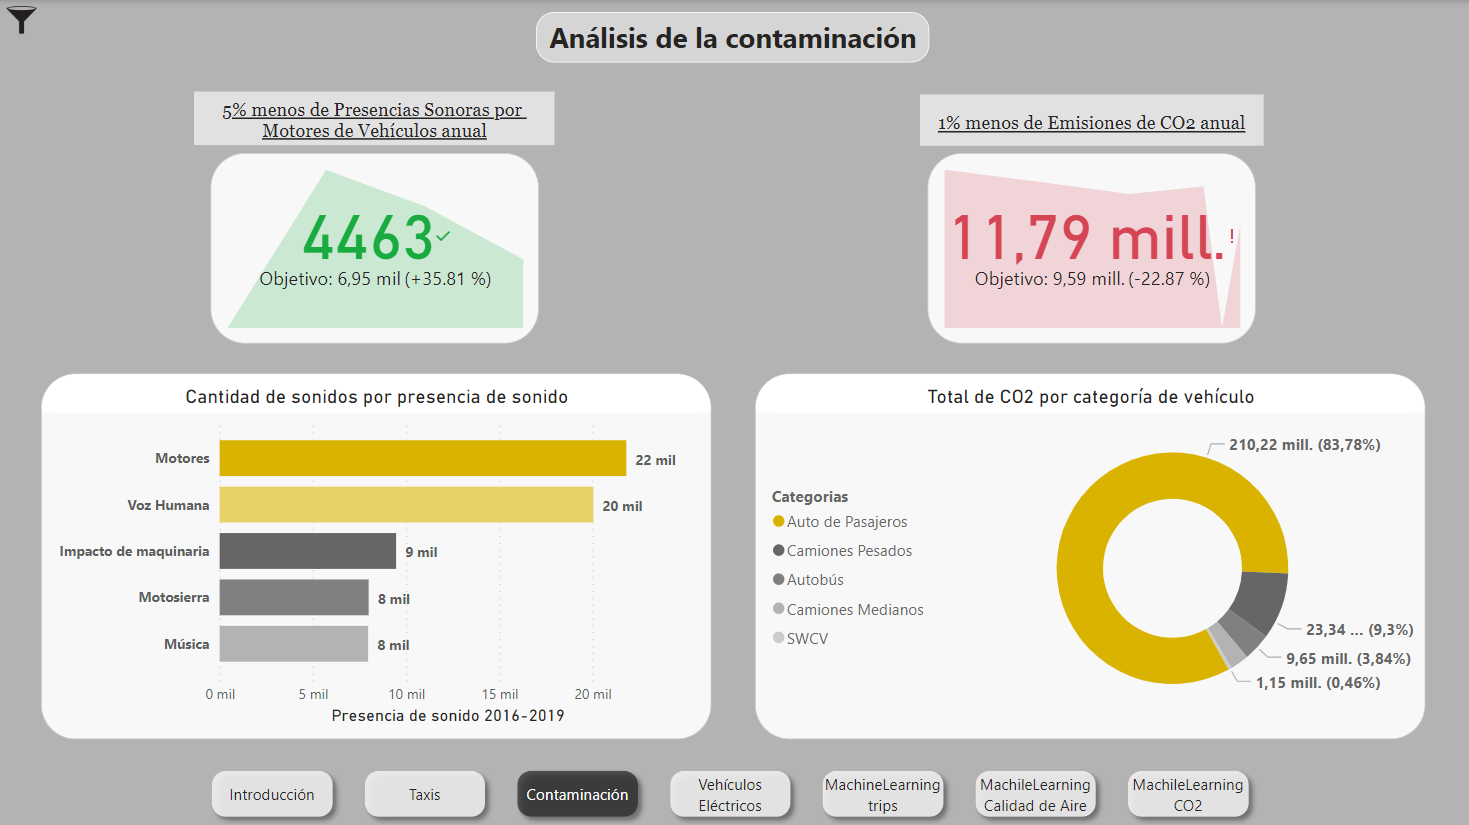 Análisis de la contaminación
5% menos de Presencias Sonoras por
Motores de Vehículos anual
1% menos de Emisiones de CO2 anual
4463
Objetivo: 6,95 mil (+35.81 %)
11,79 mill. !
Objetivo: 9,59 mill. (-22.87 %)
Cantidad de sonidos por presencia de sonido
Motores
22 mil
Voz Humana
20 mil
Impacto de maquinaria
9 mil
Motosierra
8 mil
Música
8 mil
0 mil
5 mil
10 mil
15 mil
20 mil
Presencia de sonido 2016-2019
Total de CO2 por categoría de vehículo
Categorias
Auto de Pasajeros
Camiones Pesados
Autobús
Camiones Medianos
SWCV
210,22 mill. (83,78%)
23,34 ... (9,3%)
9,65 mill. (3,84%)
1,15 mill. (0,46%)
Introducción
Taxis
Contaminación
Vehículos
Eléctricos
MachineLearning
trips
MachileLearning
Calidad de Aire
MachileLearning
CO2